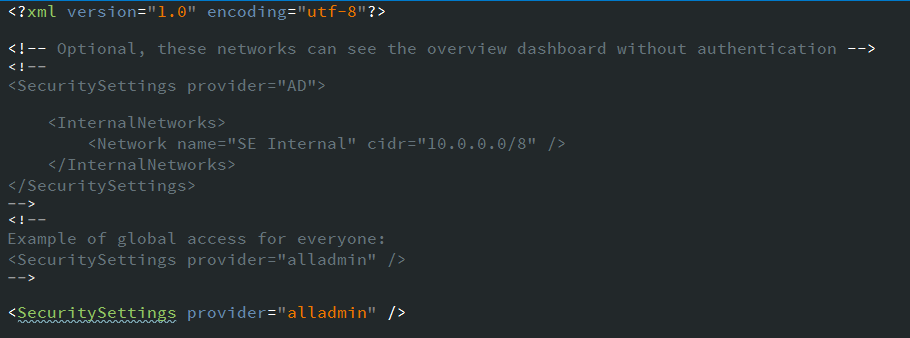 <?xml version="1.0" encoding="utf-8"?>
<!-- Optional, these networks can see the overview dashboard without authentication -->
<!--
<SecuritySettings provider="AD">
<InternalNetworks>
<Network name="SE Internal" cidr="10.0.0.0/8" />
</InternalNetworks>
</SecuritySettings>
-->
<!--
Example of global access for everyone:
<SecuritySettings provider="alladmin" />
-->
<SecuritySettings provider="alladmin" />